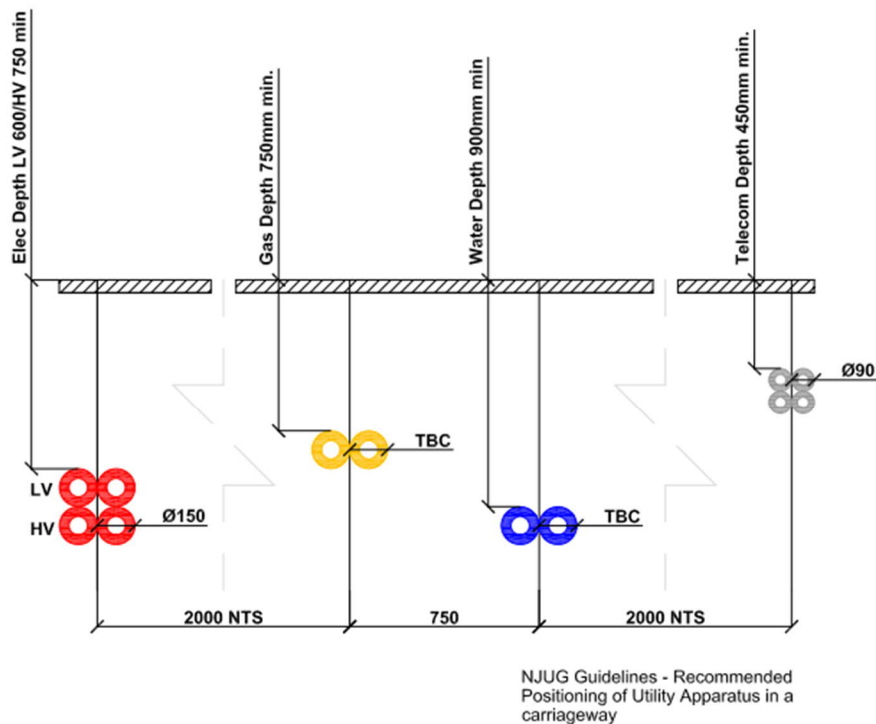 Elec Depth LV 600/HV 750 min
Gas Depth 750mm min.
Water Depth 900mm min.
Telecom Depth 450mm min.
Ø90
TBC
LV
HV
Ø150
TBC
2000 NTS
750
2000 NTS
NJUG Guidelines - Recommended
Positioning of Utility Apparatus in a
carriageway